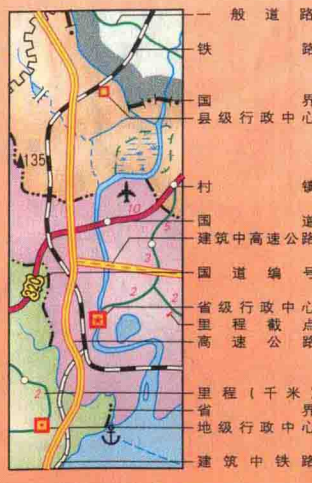 一般道路
铁路
国界
县级行政中心
135
村镇
10
国道
5
建筑中高速公路
3
国道编号
320
2
2
省级行政中心
里程截点
高速公路
2
里程(千米
省界
地级行政中心
建筑中铁路